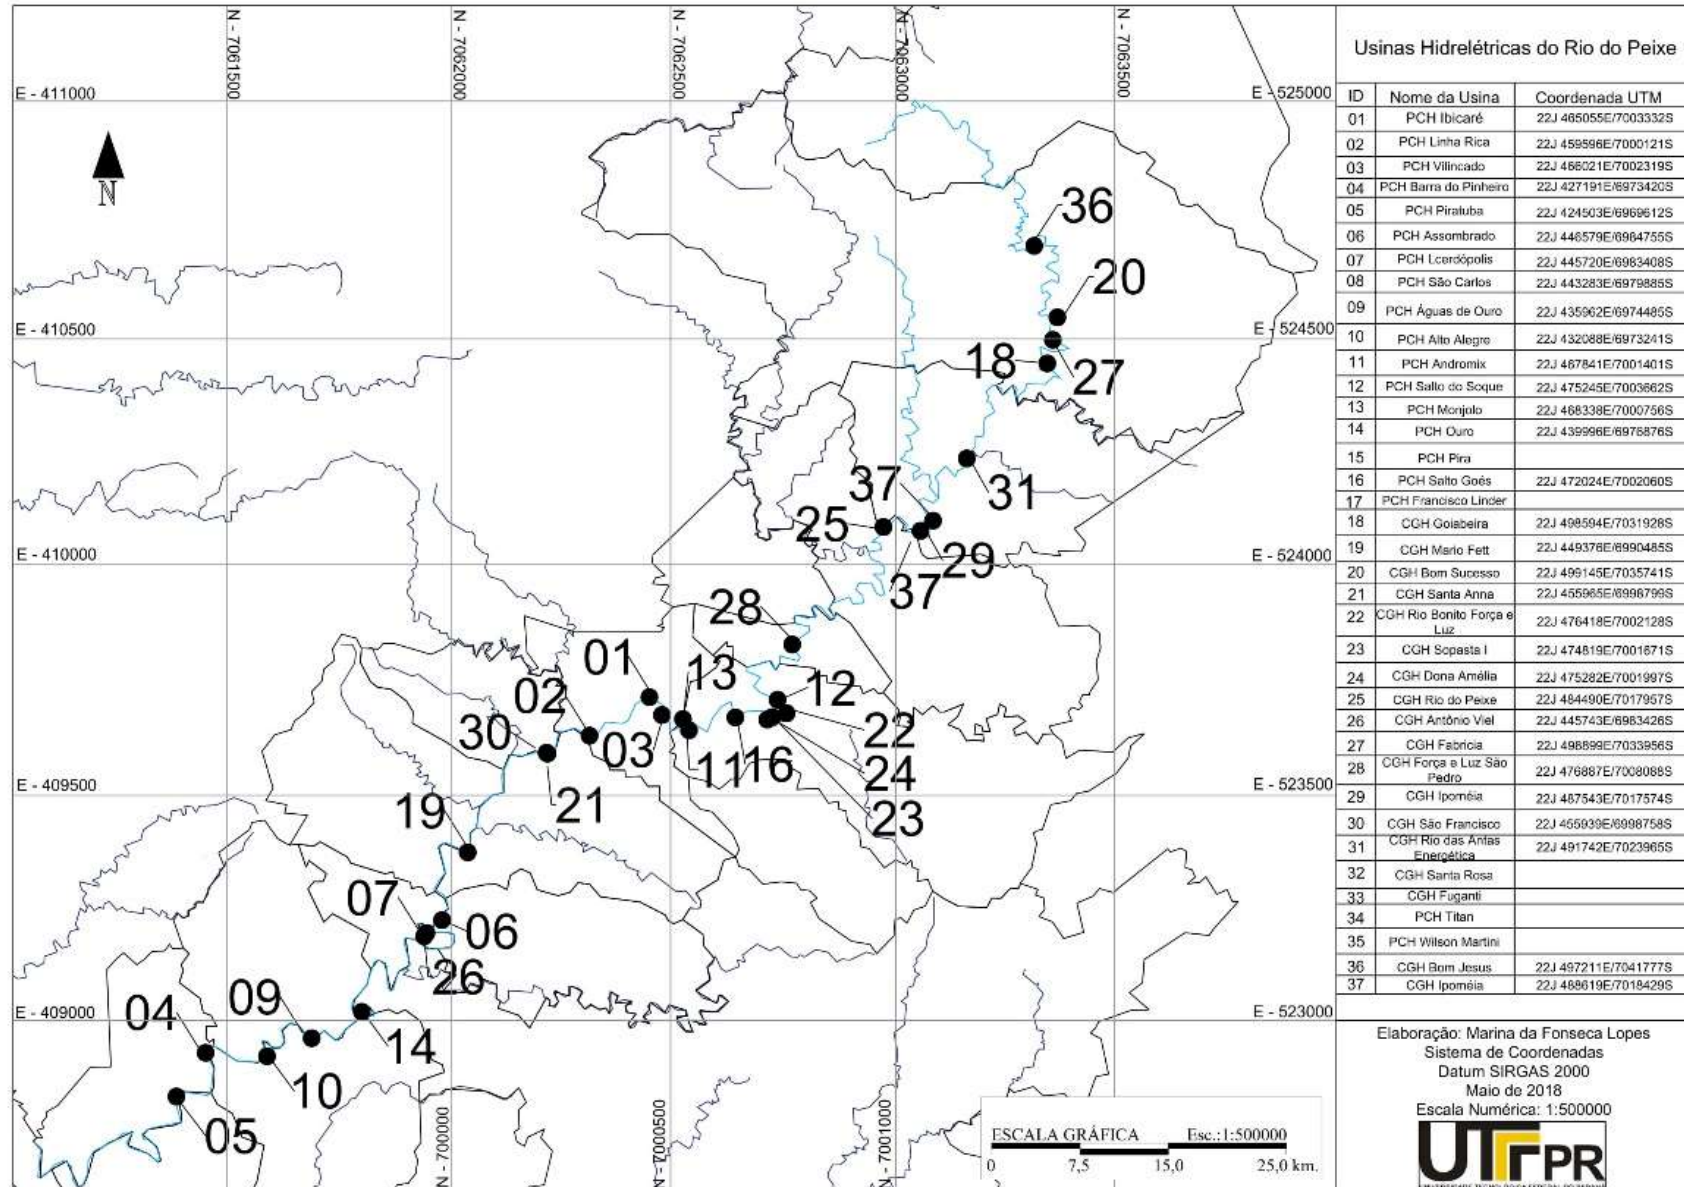 N - 7061500
N - 7062000
N - 7062500
N - 7063000
N - 7063500
E - 411000
E - 525000
N
36
20
E - 410500
E - 524500
18
27
37
31
25
29
E - 410000
E - 524000
37
28
01
13
02
12
30
03
22
11
16
24
E - 409500
E - 523500
19
21
23
07
06
26
09
04
E - 409000
E - 523000
14
10
05
N - 700000
N - 7000500
N - 7001000
ESCALA GRÁFICA Esc.:1:500000
0 7,5 15,0 25,0 km.
Usinas Hidrelétricas do Rio do Peixe
ID Nome da Usina Coordenada UTM
01 PCH Ibicaré 22J 465055E/7003332S
02 PCH Linha Rica 22J 459596E/7000121S
03 PCH Vilincado 22J 466021E/7002319S
04 PCH Barra do Pinheiro 22J 427191E/6973420S
05 PCH Piratuba 22J 424503E/6969612S
06 PCH Assombrado 22J 446579E/6984755S
07 PCH Lcerdópolis 22J 445720E/6983408S
08 PCH São Carlos 22J 443283E/6979885S
09 PCH Águas de Ouro 22J 435962E/6974485S
10 PCH Alto Alegre 22J 432088E/6973241S
11 PCH Andromix 22J 467841E/7001401S
12 PCH Salto do Soque 22J 475245E/7003662S
13 PCH Monjolo 22J 468338E/7000756S
14 PCH Ouro 22J 439996E/6976876S
15 PCH Pira
16 PCH Salto Goés 22J 472024E/7002060S
17 PCH Francisco Linder
18 CGH Goiabeira 22J 498594E/7031928S
19 CGH Mario Fett 22J 449376E/6990485S
20 CGH Bom Sucesso 22J 499145E/7035741S
21 CGH Santa Anna 22J 455965E/6998799S
22 CGH Rio Bonito Força e Luz 22J 476418E/7002128S
23 CGH Sopasta I 22J 474819E/7001671S
24 CGH Dona Amélia 22J 475282E/7001997S
25 CGH Rio do Peixe 22J 484490E/7017957S
26 CGH Antônio Viel 22J 445743E/6983426S
27 CGH Fabricia 22J 498899E/7033956S
28 CGH Força e Luz São Pedro 22J 476887E/7008088S
29 CGH Ipoméia 22J 487543E/7017574S
30 CGH São Francisco 22J 455939E/6998758S
31 CGH Rio das Antas Energética 22J 491742E/7023965S
32 CGH Santa Rosa
33 CGH Fuganti
34 PCH Titan
35 PCH Wilson Martini
36 CGH Bom Jesus 22J 497211E/7041777S
37 CGH Ipoméia 22J 488619E/7018429S
Elaboração: Marina da Fonseca Lopes
Sistema de Coordenadas
Datum SIRGAS 2000
Maio de 2018
Escala Numérica: 1:500000
UTFPR